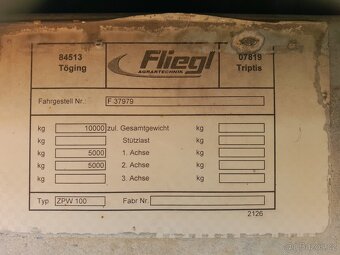 84513
Töging
Fliegl
AGRARTECHNIK
07819
Triptis
Fahrgestell Nr.: F 37979
kg 10000 zul. Gesamtgewicht kg
kg Stützlast kg
kg 5000 1. Achse kg
kg 5000 2. Achse kg
kg 3. Achse kg
Typ ZPW 100 Fabr Nr.
2126